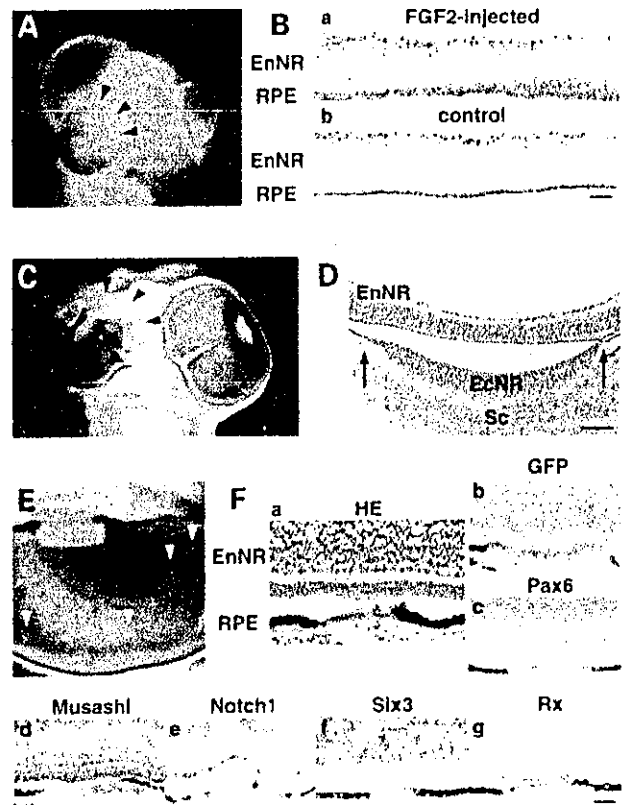 A
B
a
FGF2-injected
EnNR
RPE
b
control
EnNR
RPE
C
D
EnNR
EcNR
Sc
E
F
a
HE
EnNR
RPE
GFP
b
Pax6
c
Musashi
d
Notch1
e
Six3
f
Rx
g